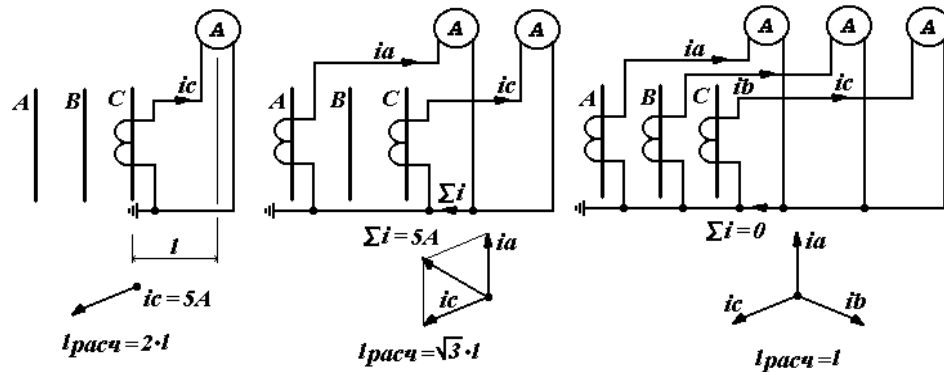 A
ic
A B C
l
ic = 5A
lрасч = 2·l
A A
ia
ic
A B C
Σi
Σi = 5A
ia
ic
lрасч = √3·l
A A A
ia
ib ic
A B C
Σi = 0
ia
ic ib
lрасч = l